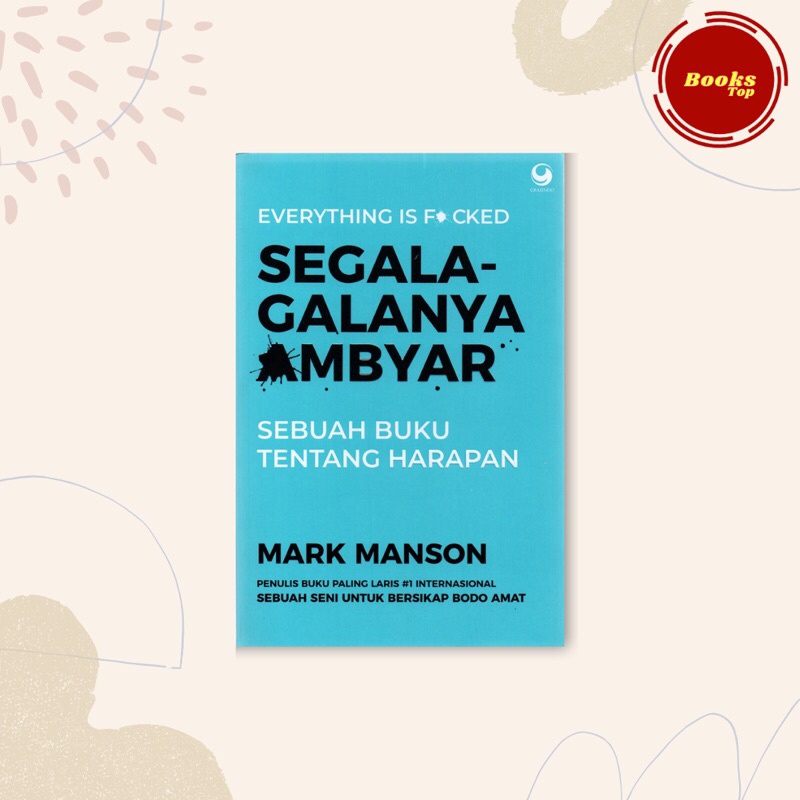 Books
Top
EVERYTHING IS F*CKED
SEGALA-
GALANYA
AMBYAR
SEBUAH BUKU
TENTANG HARAPAN
MARK MANSON
PENULIS BUKU PALING LARIS #1 INTERNASIONAL
SEBUAH SENI UNTUK BERSIKAP BODO AMAT